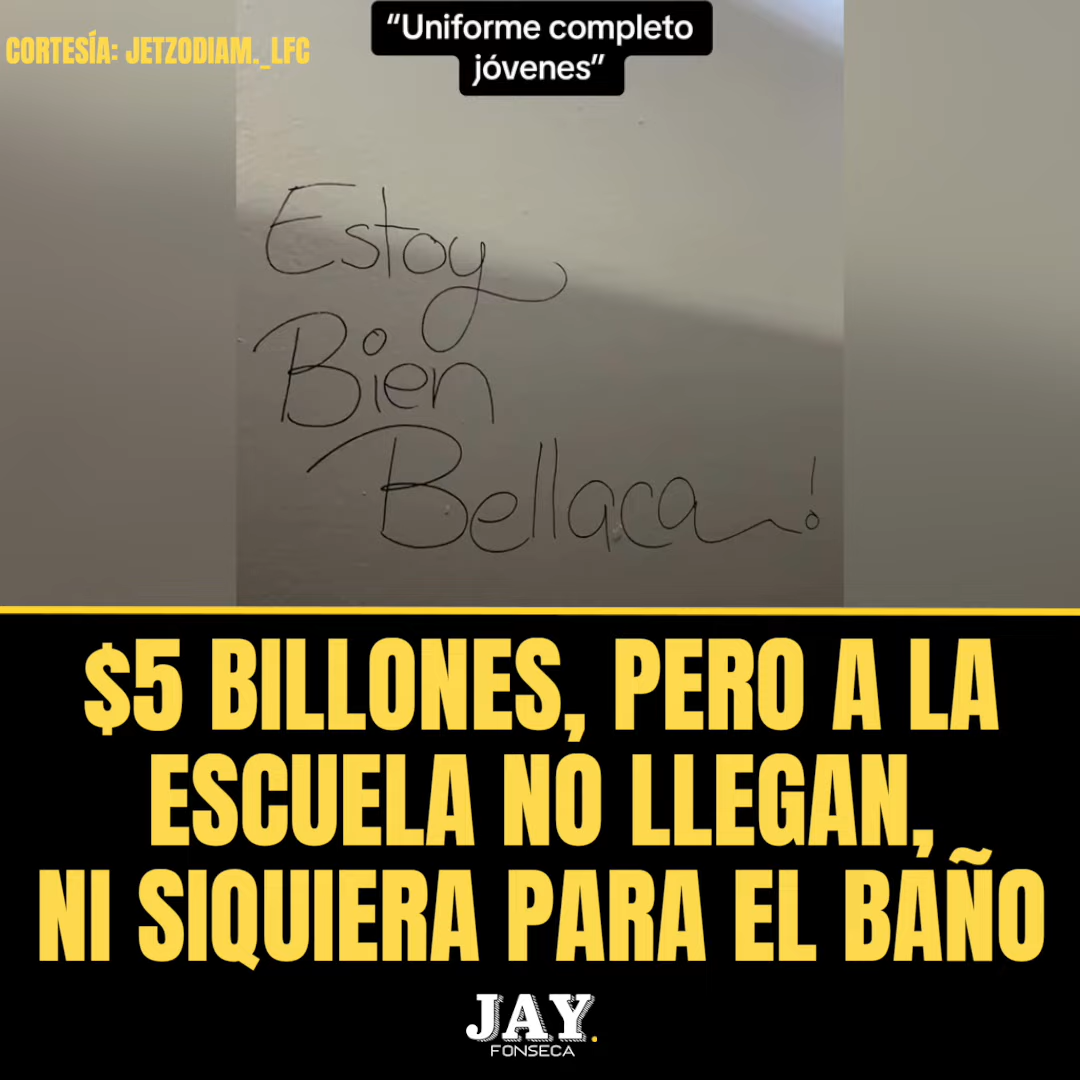 CORTESÍA: JETZODIAM._LFC
“Uniforme completo
jóvenes”
Estoy
Bien
Bellaca!
$5 BILLONES, PERO A LA
ESCUELA NO LLEGAN,
NI SIQUIERA PARA EL BAÑO
JAY.
FONSECA